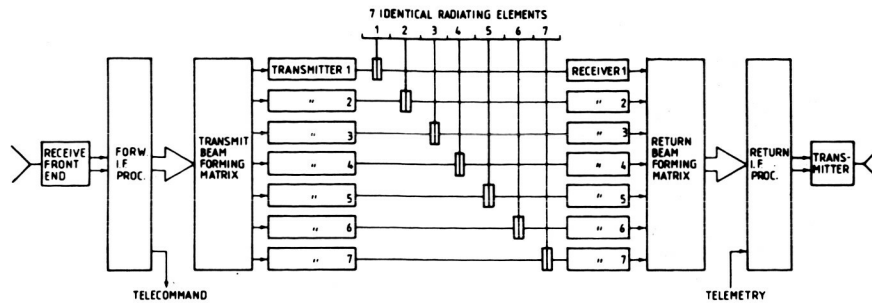 7 IDENTICAL RADIATING ELEMENTS
1 2 3 4 5 6 7
RECEIVE
FRONT
END
FORW.
I.F
PROC.
TRANSMIT
BEAM
FORMING
MATRIX
TRANSMITTER 1
" 2
" 3
" 4
" 5
" 6
" 7
RECEIVER 1
" 2
" 3
" 4
" 5
" 6
" 7
RETURN
BEAM
FORMING
MATRIX
RETURN
I.F
PROC.
TRANS-
MITTER
TELECOMMAND
TELEMETRY